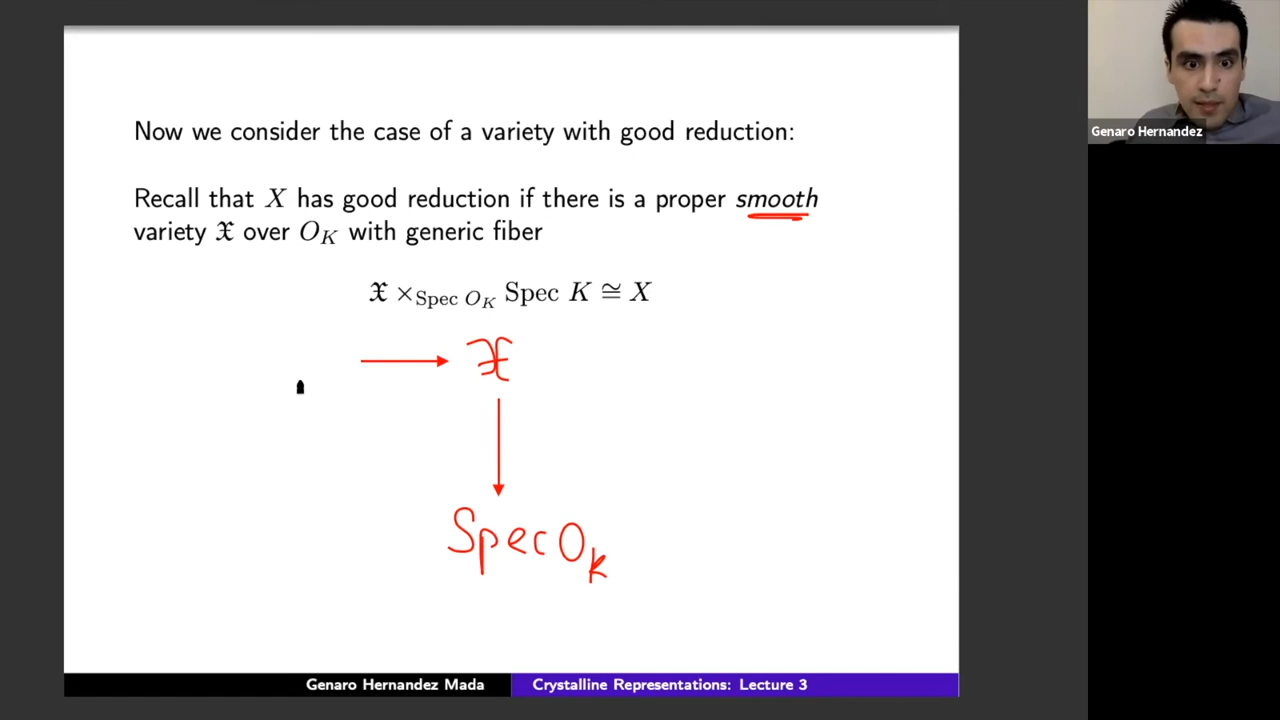 Now we consider the case of a variety with good reduction:
Recall that X has good reduction if there is a proper smooth
variety 𝔛 over O_K with generic fiber
𝔛 ×_{Spec O_K} Spec K ≅ X
𝔛
Spec O_K
Genaro Hernandez Mada
Crystalline Representations: Lecture 3
Genaro Hernandez